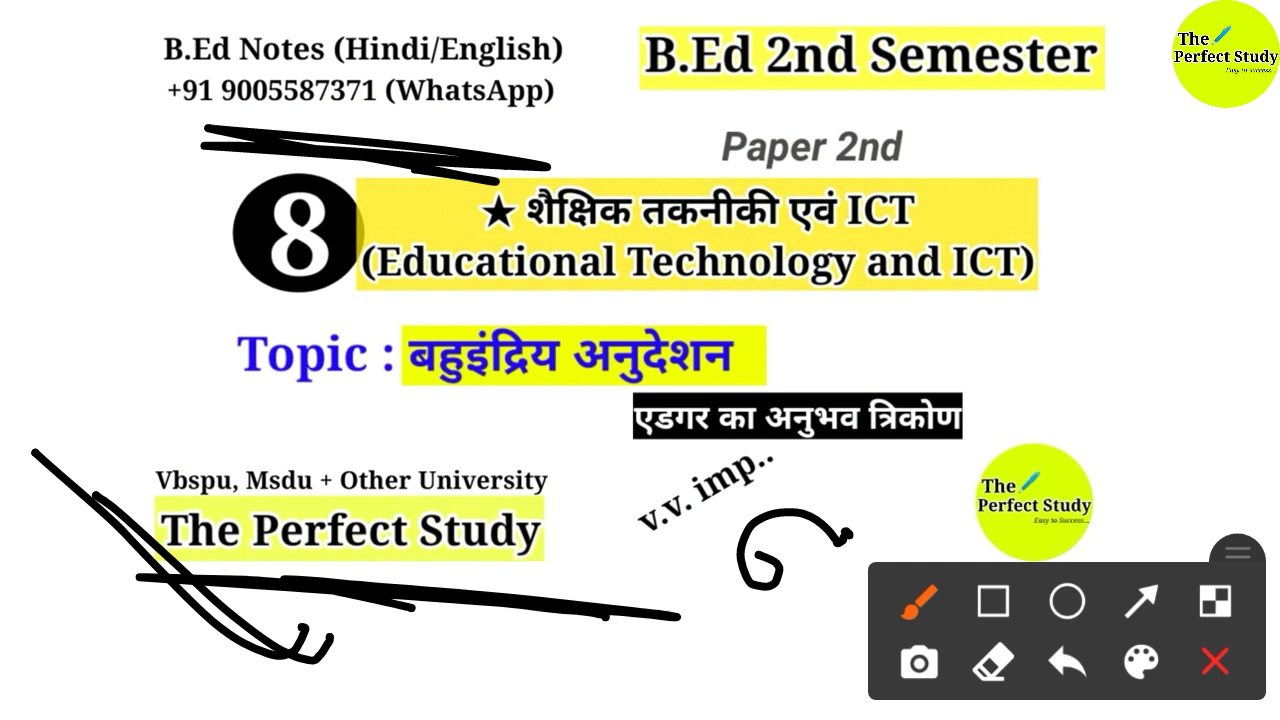 B.Ed Notes (Hindi/English)
+91 9005587371 (WhatsApp)
B.Ed 2nd Semester
The
Perfect Study
Easy to Success...
Paper 2nd
8
★ शैक्षिक तकनीकी एवं ICT
(Educational Technology and ICT)
Topic : बहुइंद्रिय अनुदेशन
एडगर का अनुभव त्रिकोण
v.v. imp..
Vbspu, Msdu + Other University
The Perfect Study
The
Perfect Study
Easy to Success...